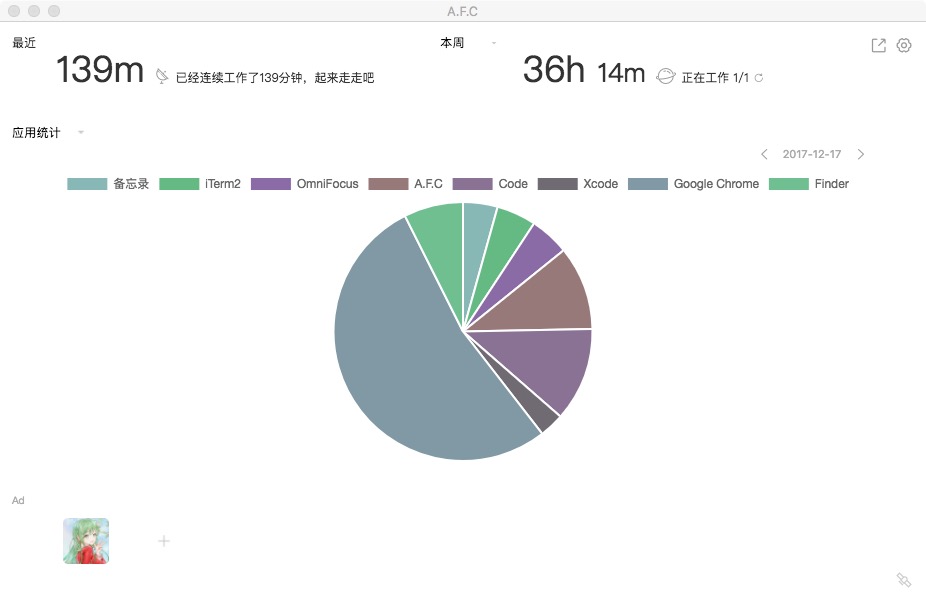 A.F.C
最近
139m 已经连续工作了139分钟，起来走走吧
本周
36h 14m 正在工作 1/1
应用统计
2017-12-17
备忘录 iTerm2 OmniFocus A.F.C Code Xcode Google Chrome Finder
Ad